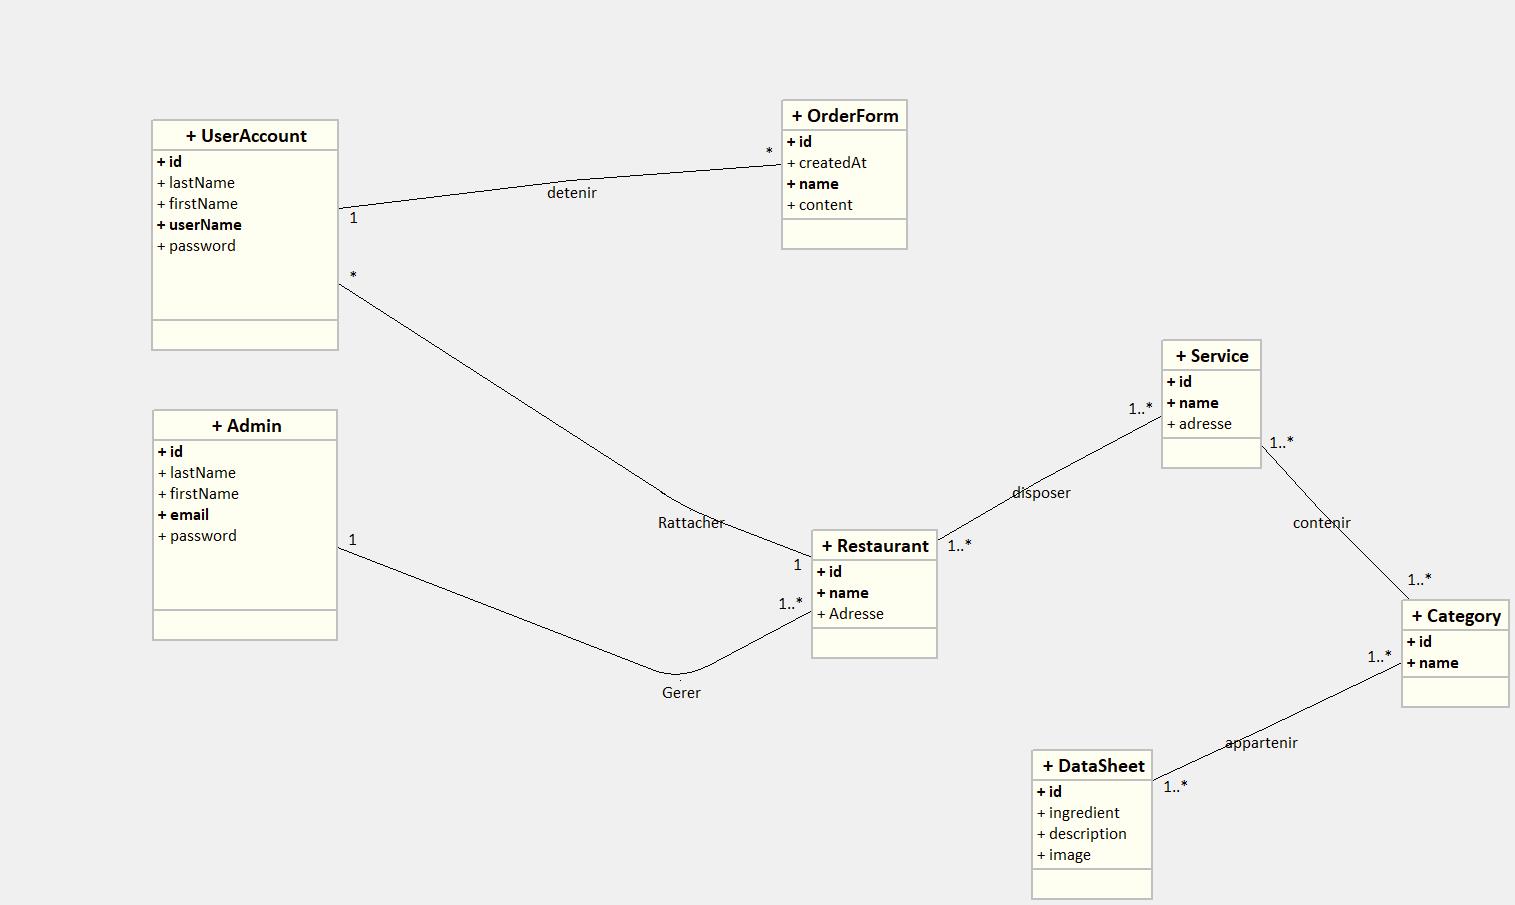 + UserAccount
+ id
+ lastName
+ firstName
+ userName
+ password
+ OrderForm
+ id
+ createdAt
+ name
+ content
*
detenir
1
*
+ Admin
+ id
+ lastName
+ firstName
+ email
+ password
1
+ Service
+ id
+ name
+ adresse
1..*
1..*
disposer
contenir
Rattacher
1
1..*
+ Restaurant
+ id
+ name
+ Adresse
1..*
Gerer
1..*
+ Category
+ id
+ name
1..*
appartenir
+ DataSheet
+ id
+ ingredient
+ description
+ image
1..*